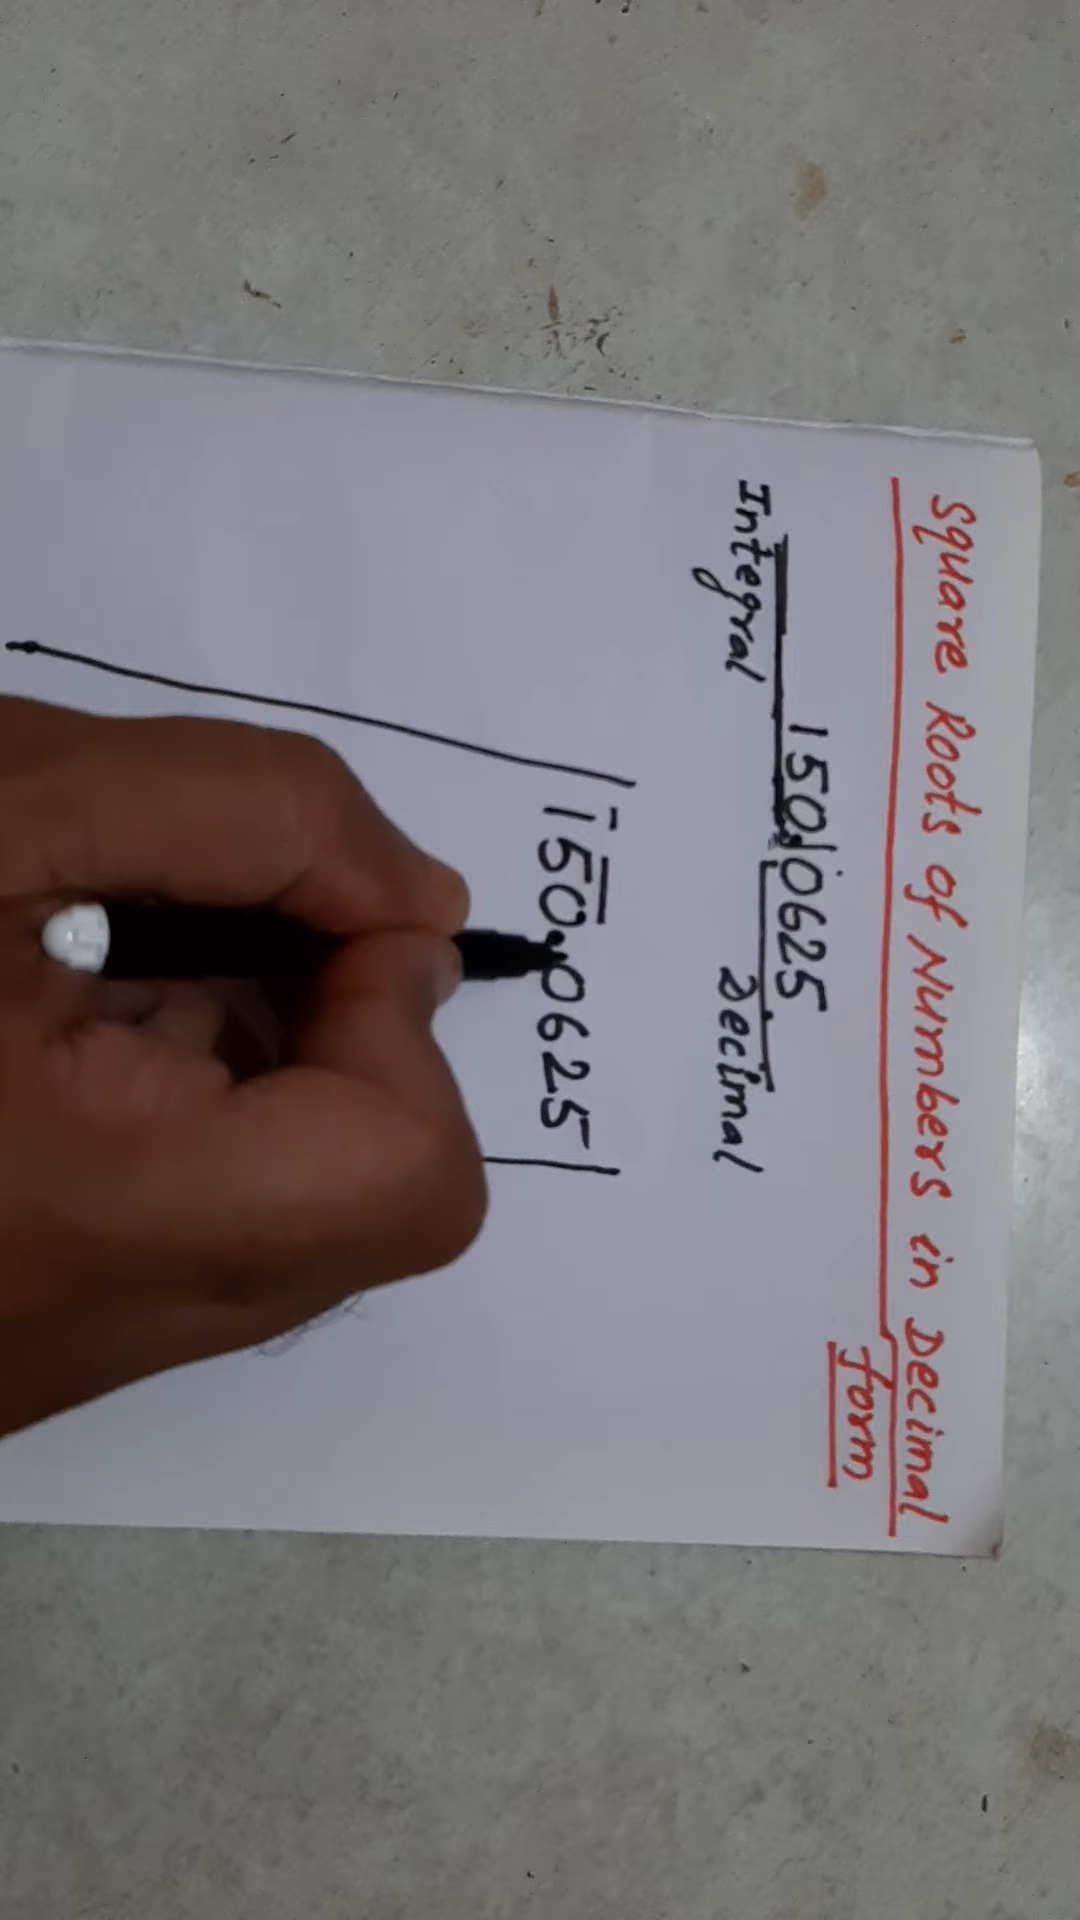 Square Roots of Numbers in Decimal
form
150.0625
Integral Decimal
150.0625